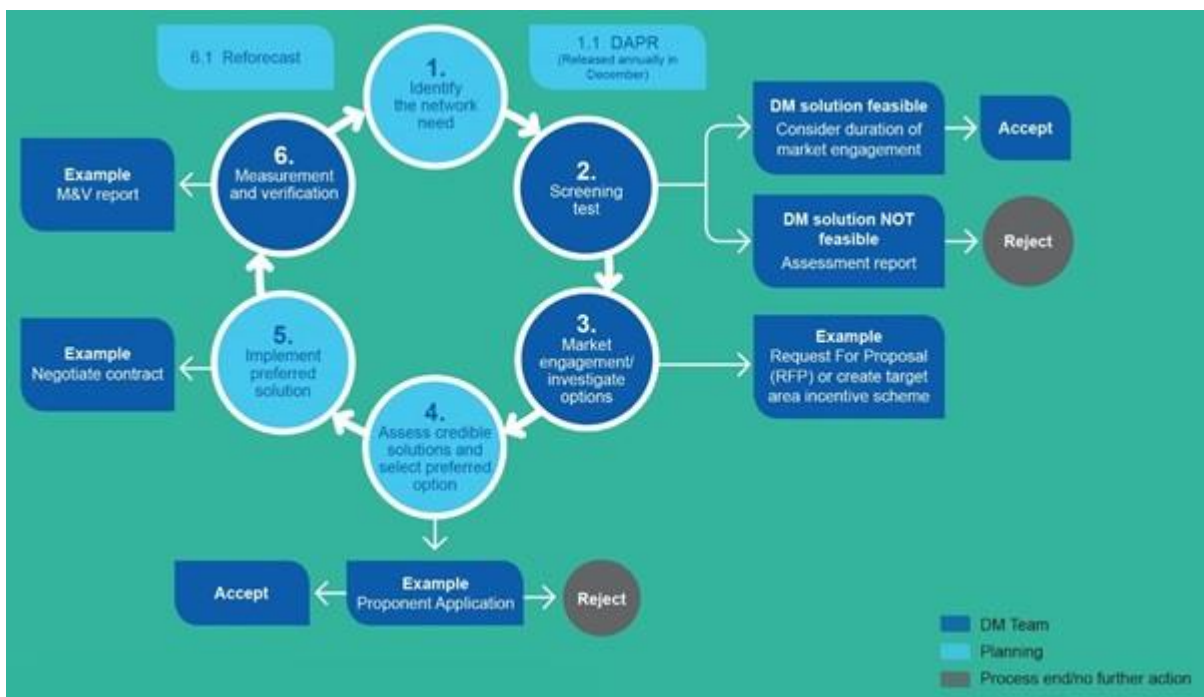 6.1 Reforecast
1.
Identify
the network
need
1.1 DAPR
(Released annually in
December)
DM solution feasible
Consider duration of
market engagement
Accept
2.
Screening
test
DM solution NOT
feasible
Assessment report
Reject
3.
Market
engagement/
investigate
options
Example
Request For Proposal
(RFP) or create target
area incentive scheme
4.
Assess credible
solutions and
select preferred
option
Accept
Example
Proponent Application
Reject
5.
Implement
preferred
solution
Example
Negotiate contract
6.
Measurement
and verification
Example
M&V report
DM Team
Planning
Process end/no further action